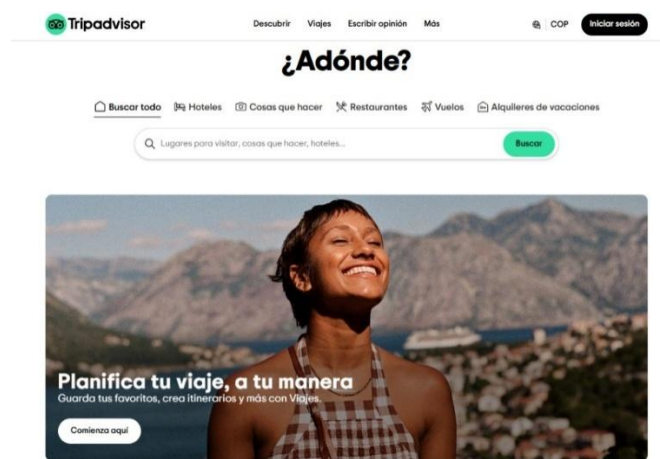 Tripadvisor
Descubrir Viajes Escribir opinión Más COP Iniciar sesión
¿Adónde?
Buscar todo Hoteles Cosas que hacer Restaurantes Vuelos Alquileres de vacaciones
Lugares para visitar, cosas que hacer, hoteles... Buscar
Planifica tu viaje, a tu manera
Guarda tus favoritos, crea itinerarios y más con Viajes.
Comienza aquí